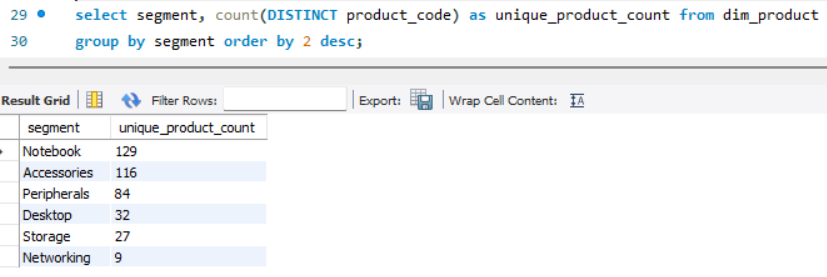 29 select segment, count(DISTINCT product_code) as unique_product_count from dim_product
30 group by segment order by 2 desc;
Result Grid Filter Rows: Export: Wrap Cell Content: IA
segment unique_product_count
Notebook 129
Accessories 116
Peripherals 84
Desktop 32
Storage 27
Networking 9